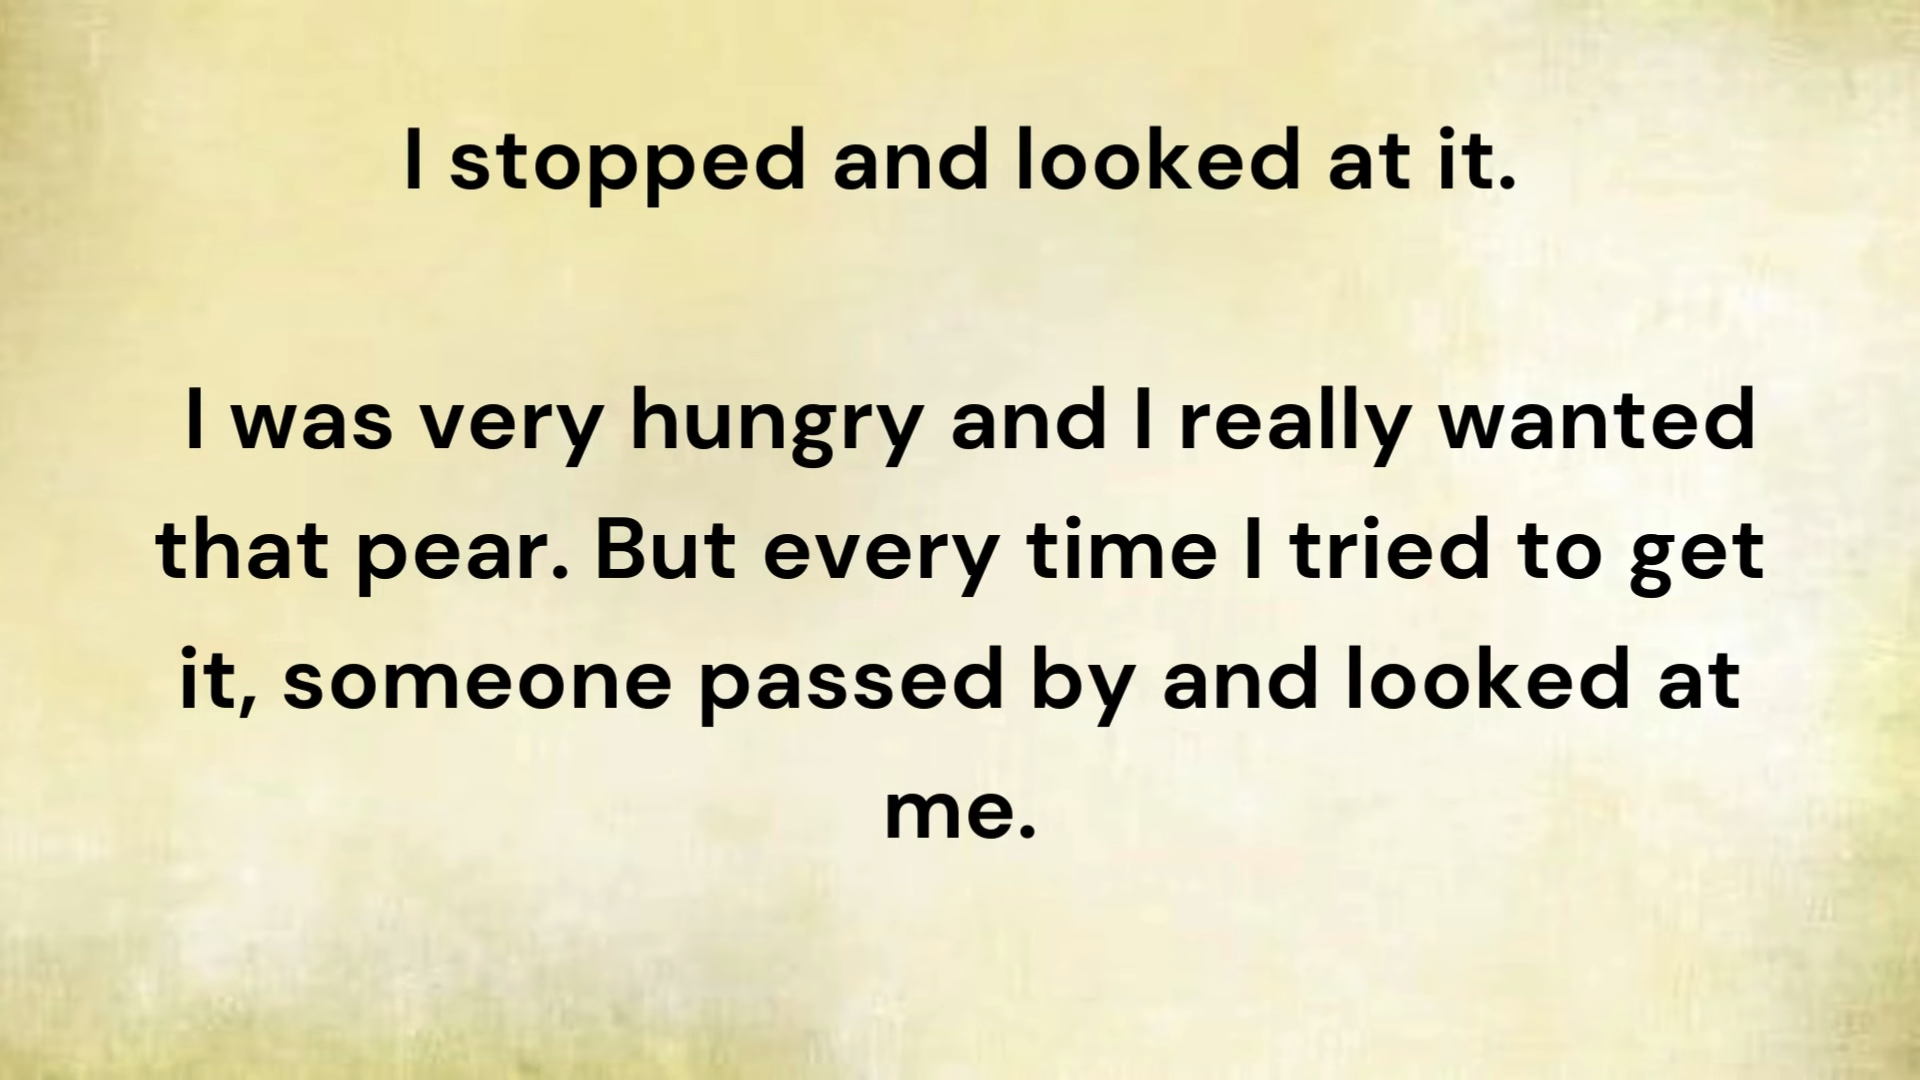 I stopped and looked at it.
I was very hungry and I really wanted
that pear. But every time I tried to get
it, someone passed by and looked at
me.